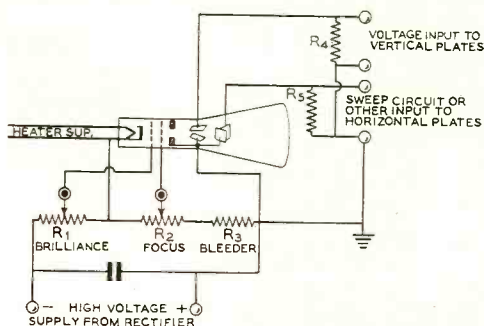 R4
VOLTAGE INPUT TO
VERTICAL PLATES
R5
SWEEP CIRCUIT OR
OTHER INPUT TO
HORIZONTAL PLATES
HEATER SUP.
R1
BRILLIANCE
R2
FOCUS
R3
BLEEDER
- HIGH VOLTAGE +
SUPPLY FROM RECTIFIER